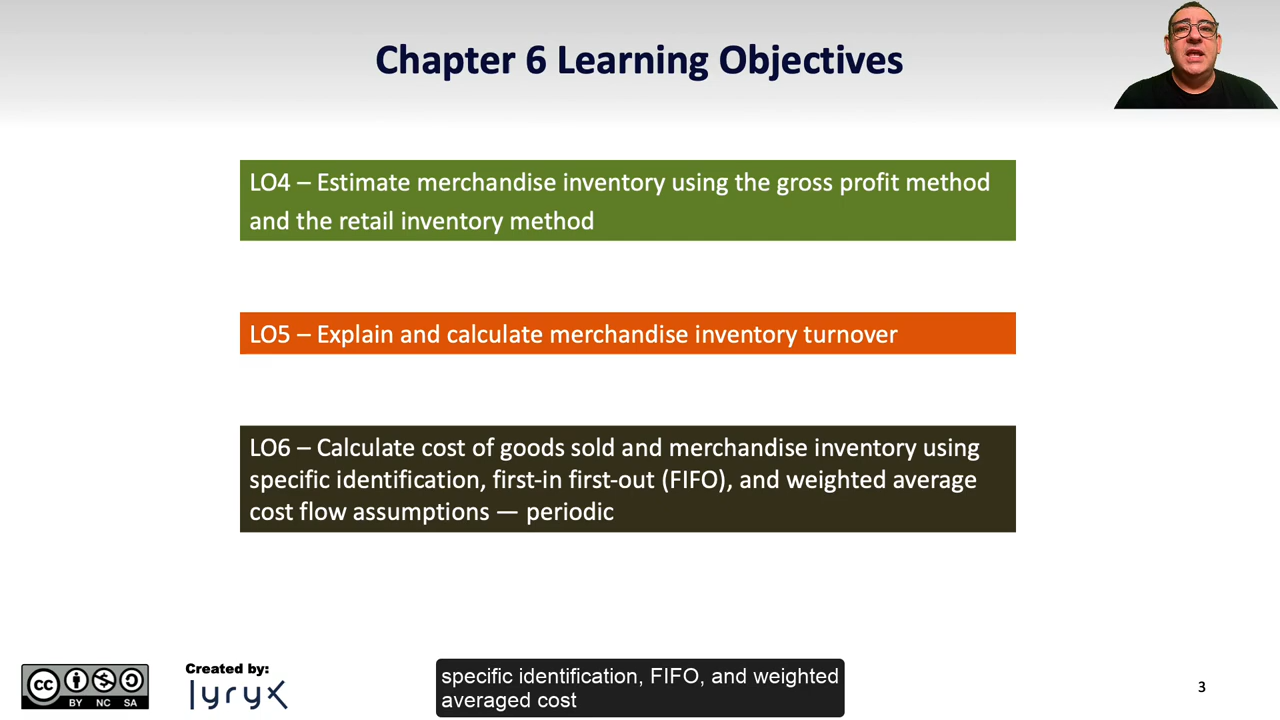 Chapter 6 Learning Objectives
LO4 – Estimate merchandise inventory using the gross profit method
and the retail inventory method
LO5 – Explain and calculate merchandise inventory turnover
LO6 – Calculate cost of goods sold and merchandise inventory using
specific identification, first-in first-out (FIFO), and weighted average
cost flow assumptions — periodic
cc
BY NC SA
Created by:
lyryx
specific identification, FIFO, and weighted
averaged cost
3